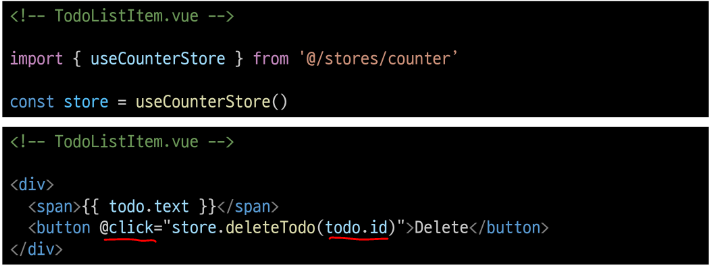 <!-- TodoListItem.vue -->
import { useCounterStore } from '@/stores/counter’
const store = useCounterStore()
<!-- TodoListItem.vue -->
<div>
<span>{{ todo.text }}</span>
<button @click="store.deleteTodo(todo.id)">Delete</button>
</div>